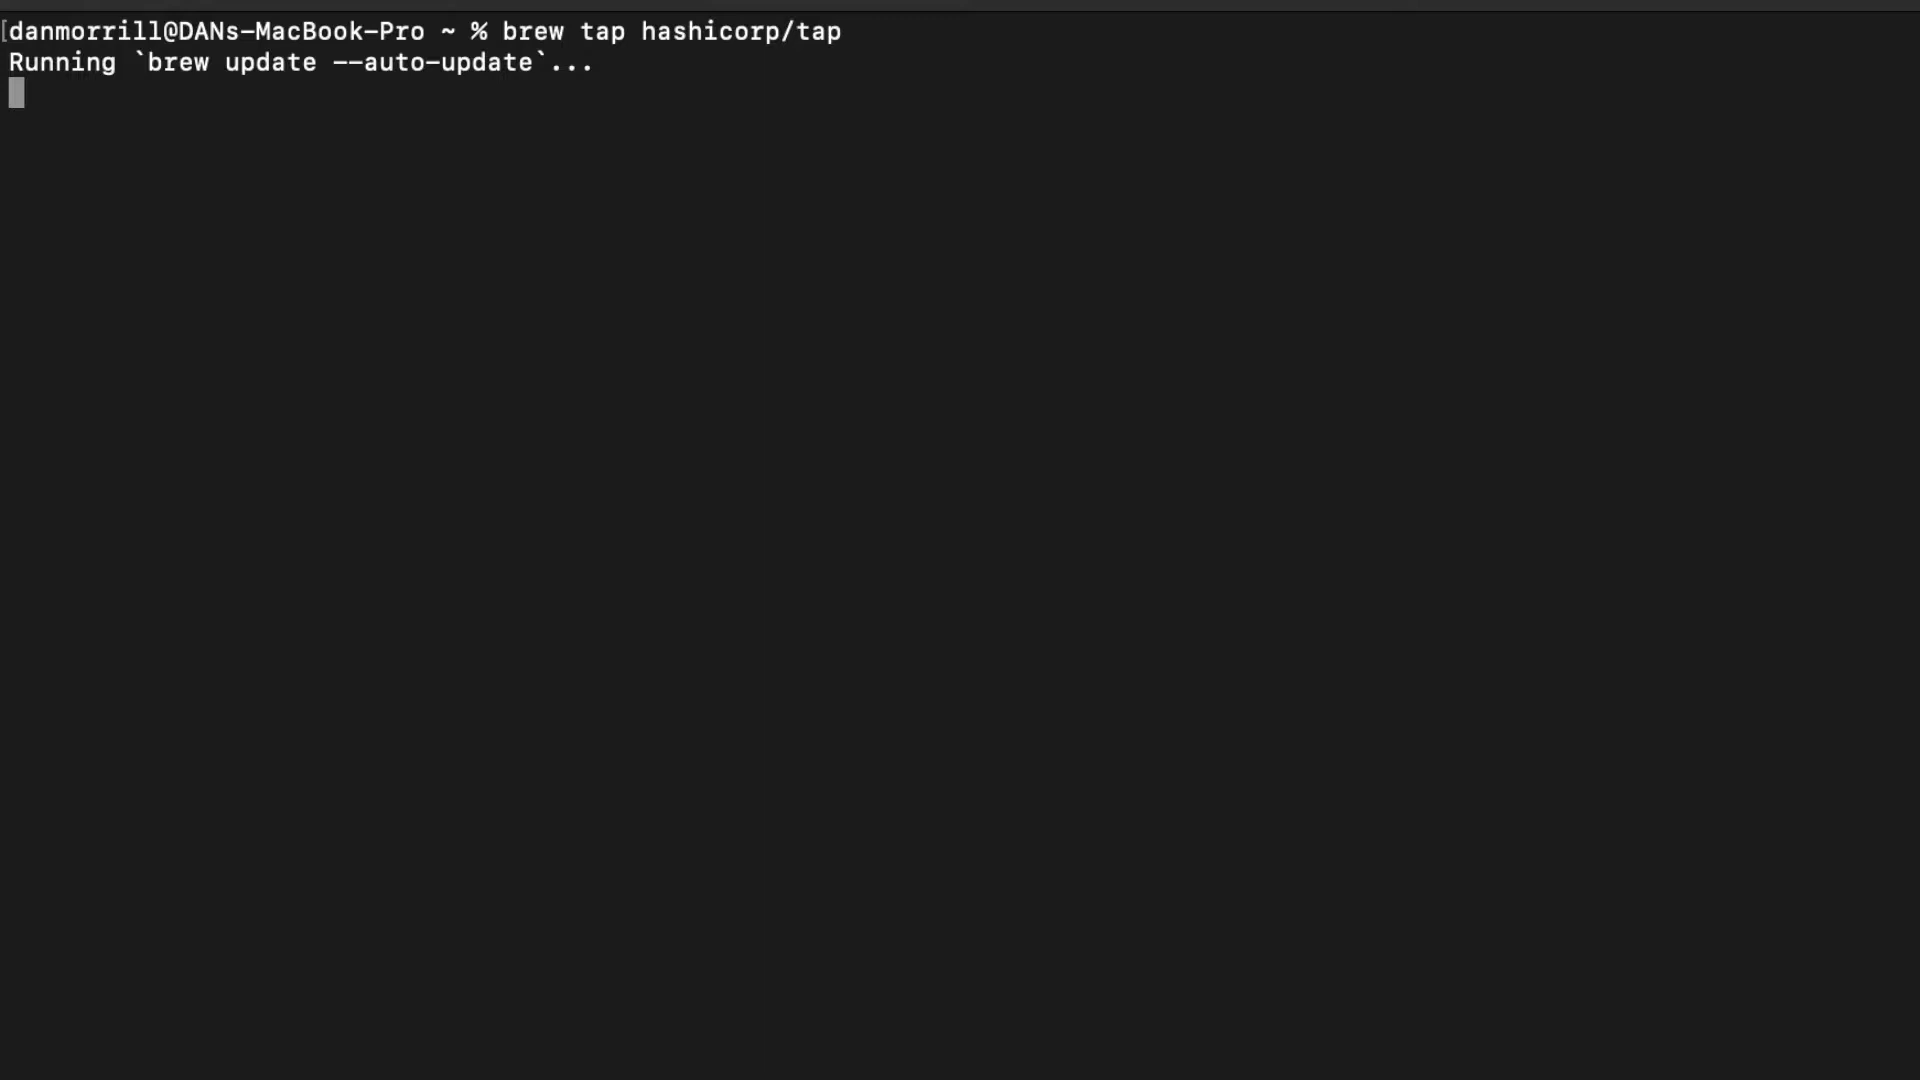 [danmorrill@DANs-MacBook-Pro ~ % brew tap hashicorp/tap
Running `brew update --auto-update`...